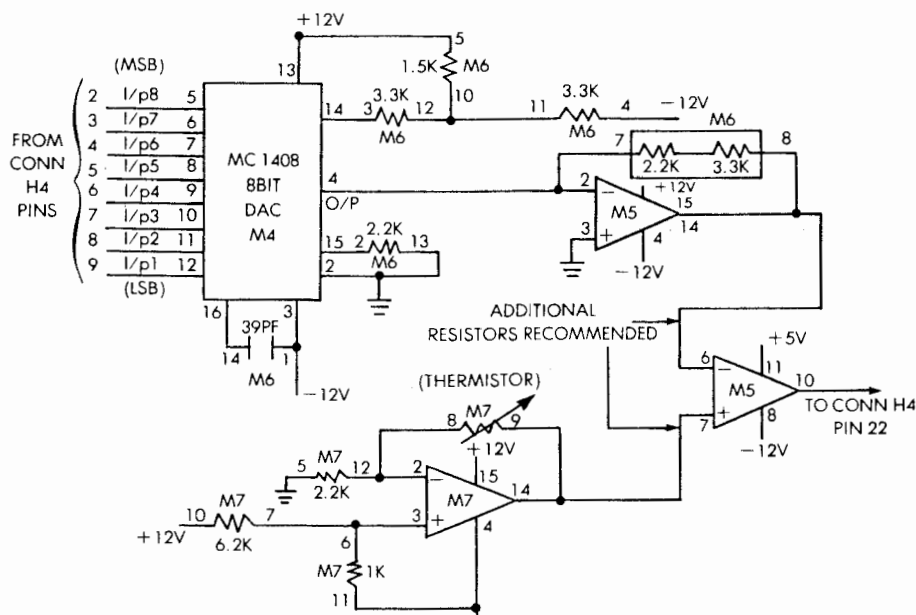 +12V
(MSB)
13
5
1.5K
M6
10
2 I/p8 5
3 I/p7 6
4 I/p6 7
5 I/p5 8
6 I/p4 9
7 I/p3 10
8 I/p2 11
9 I/p1 12
(LSB)
FROM
CONN
H4
PINS
MC 1408
8BIT
DAC
M4
14
3.3K
3 12
M6
3.3K
11 4
M6
−12V
M6
7 8
2.2K 3.3K
4
O/P
2 −
3 +
M5
+12V
15
14
4
−12V
15
2.2K
2 13
M6
2
16 3
39PF
14 1
M6
−12V
ADDITIONAL
RESISTORS RECOMMENDED
+5V
6 −
11
M5
10
7 +
8
−12V
TO CONN H4
PIN 22
(THERMISTOR)
M7
8 9
+12V
M7
5 12
2.2K
2 −
15
M7
14
3 +
4
M7
10 7
+12V
6.2K
6
M7 1K
11